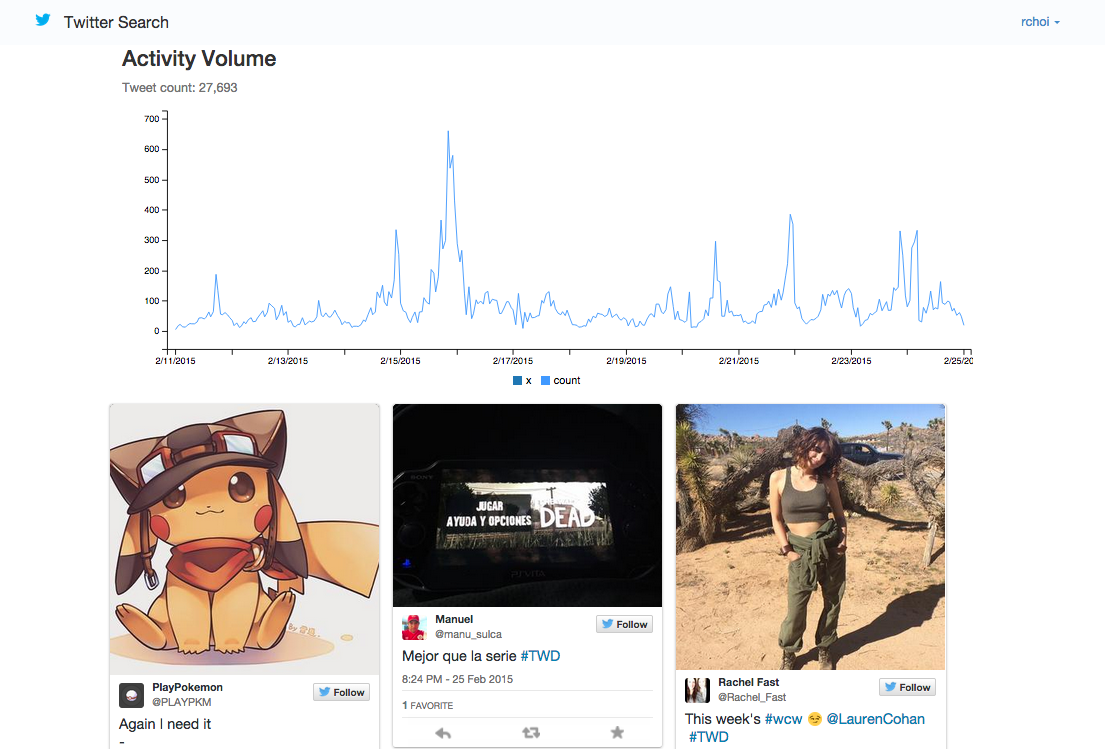 Twitter Search
rchoi
Activity Volume
Tweet count: 27,693
700
600
500
400
300
200
100
0
2/11/2015 2/13/2015 2/15/2015 2/17/2015 2/19/2015 2/21/2015 2/23/2015 2/25/20
x count
SONY
JUGAR
AYUDA Y OPCIONES
DEAD
PSVITA
by
PlayPokemon
@PLAYPKM
Follow
Again I need it
-
Manuel
@manu_sulca
Follow
Mejor que la serie #TWD
8:24 PM - 25 Feb 2015
1 FAVORITE
Rachel Fast
@Rachel_Fast
Follow
This week's #wcw 😏 @LaurenCohan
#TWD